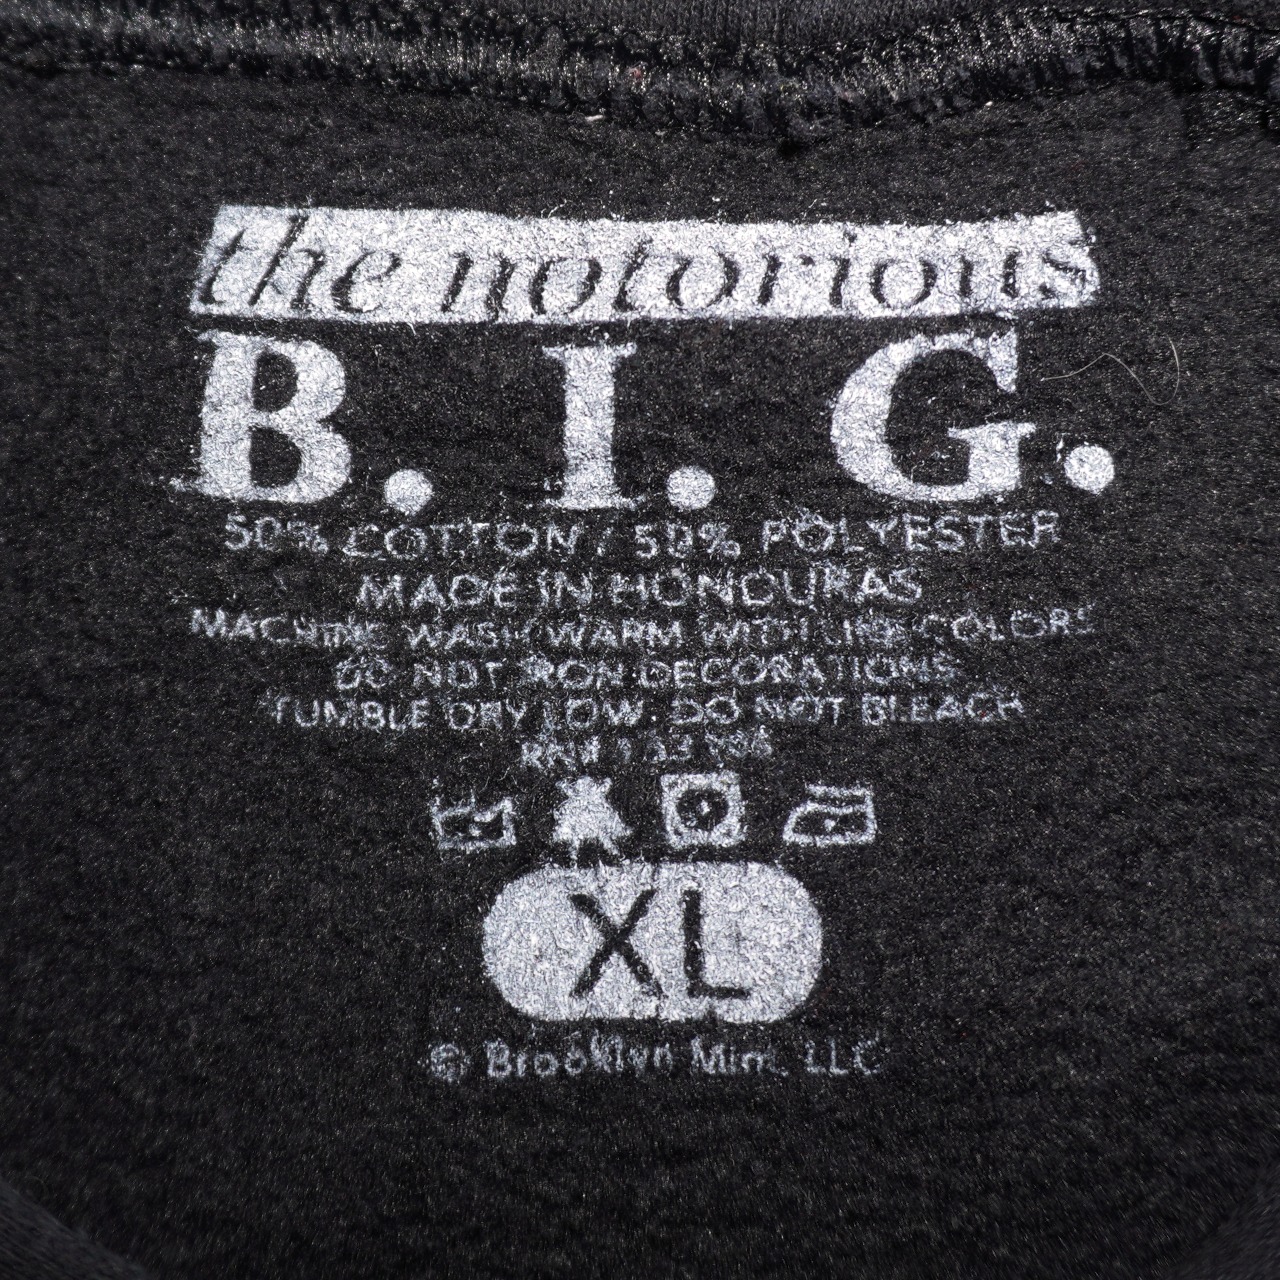 the notorious
B. I. G.
50% COTTON / 50% POLYESTER
MADE IN HONDURAS
MACHINE WASH WARM WITH LIKE COLORS
DO NOT IRON DECORATIONS
TUMBLE DRY LOW. DO NOT BLEACH
XL
© Brooklyn Mint, LLC